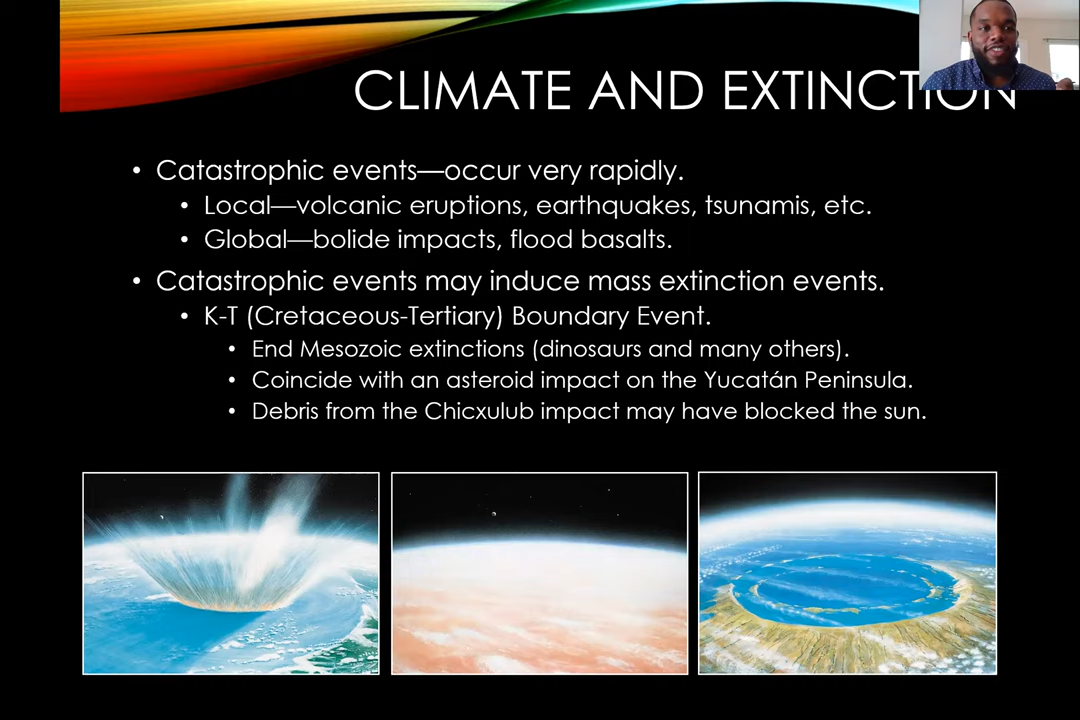 CLIMATE AND EXTINCTION
• Catastrophic events—occur very rapidly.
• Local—volcanic eruptions, earthquakes, tsunamis, etc.
• Global—bolide impacts, flood basalts.
• Catastrophic events may induce mass extinction events.
• K-T (Cretaceous-Tertiary) Boundary Event.
• End Mesozoic extinctions (dinosaurs and many others).
• Coincide with an asteroid impact on the Yucatán Peninsula.
• Debris from the Chicxulub impact may have blocked the sun.